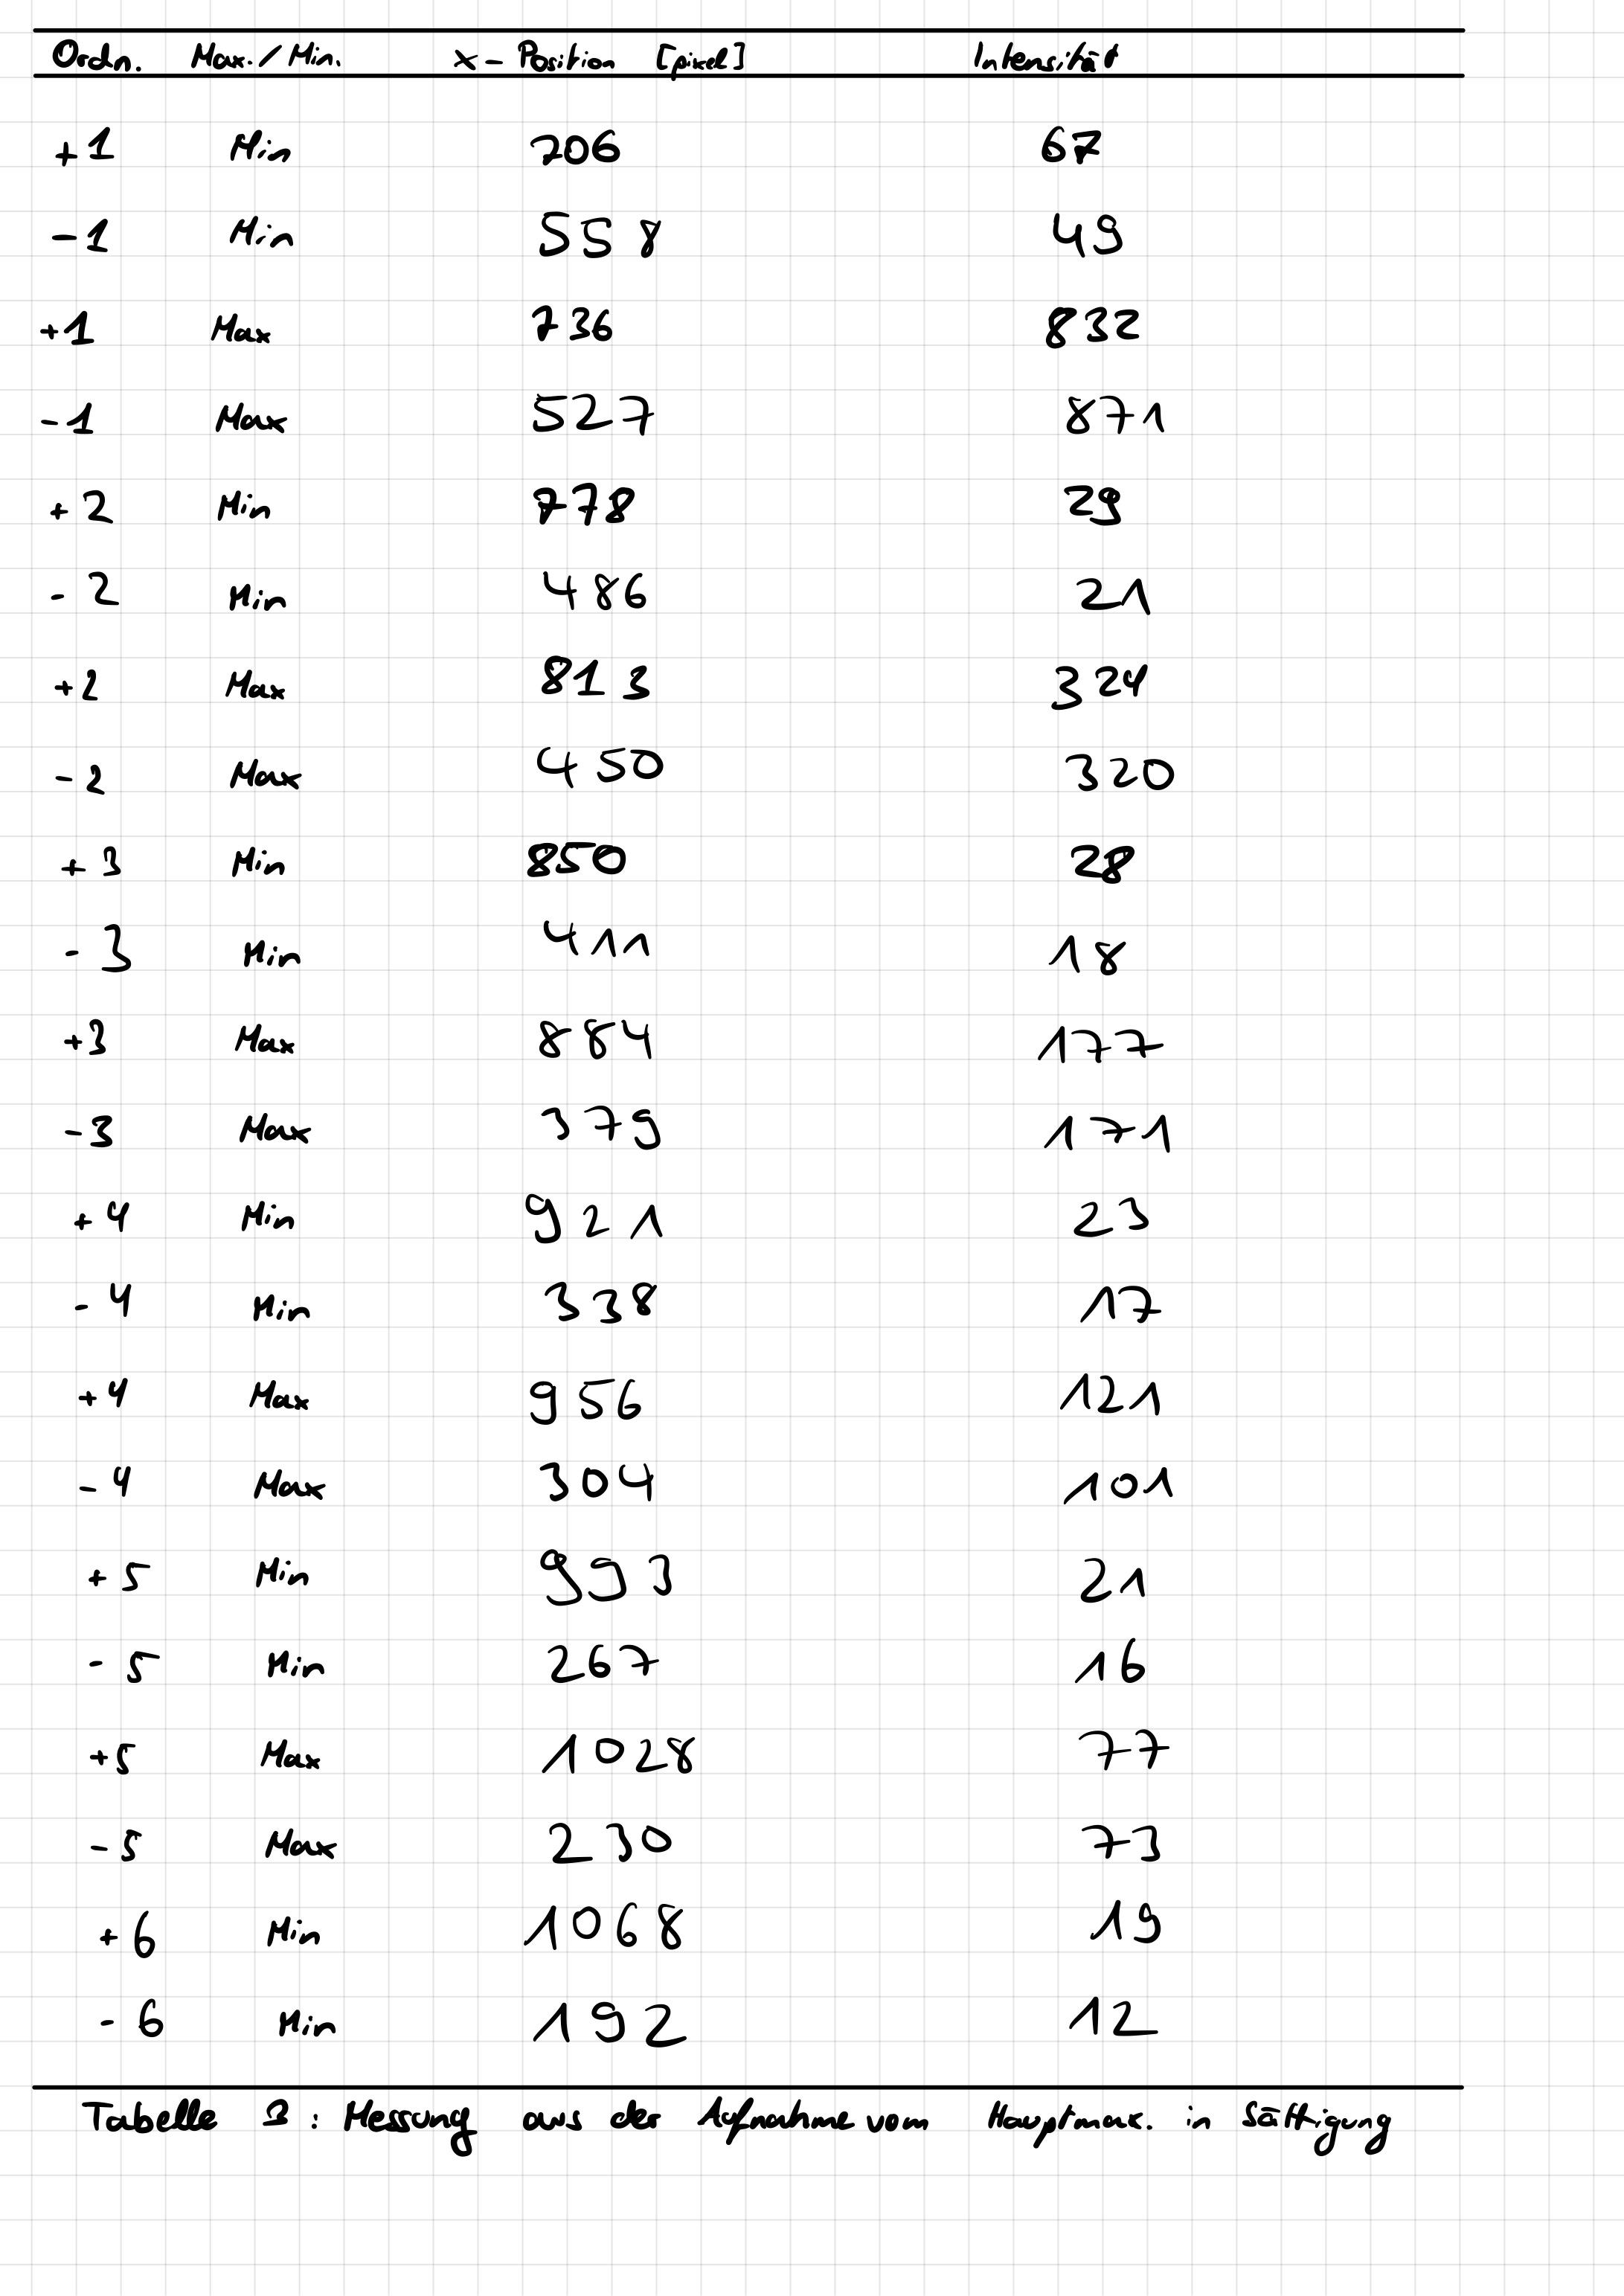 Ordn. Max./Min. x-Position [pixel] Intensität
+1 Min 706 67
-1 Min 558 49
+1 Max 736 832
-1 Max 527 871
+2 Min 778 29
-2 Min 486 21
+2 Max 813 324
-2 Max 450 320
+3 Min 850 28
-3 Min 411 18
+3 Max 884 177
-3 Max 379 171
+4 Min 921 23
-4 Min 338 17
+4 Max 956 121
-4 Max 304 101
+5 Min 993 21
-5 Min 267 16
+5 Max 1028 77
-5 Max 230 73
+6 Min 1068 19
-6 Min 192 12
Tabelle : Messung aus der Aufnahme vom Hauptmax. in Sättigung